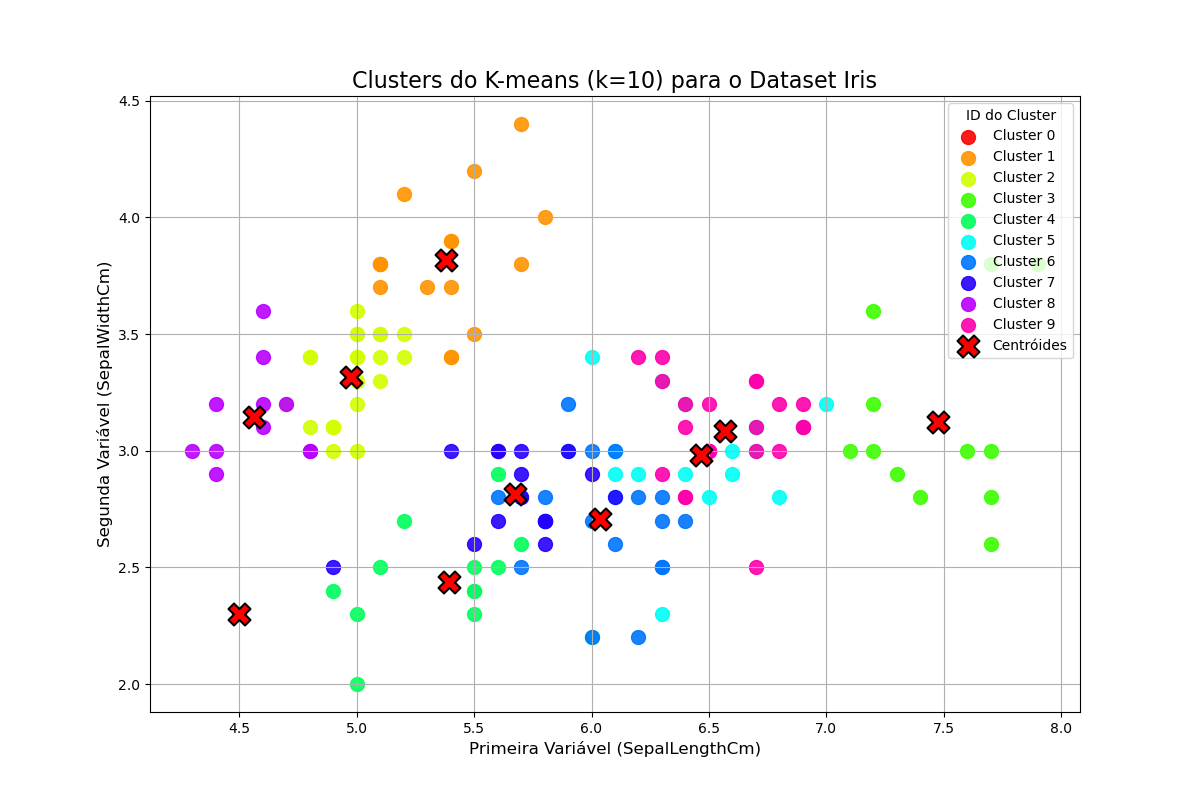 Clusters do K-means (k=10) para o Dataset Iris
Segunda Variável (SepalWidthCm)
4.5
4.0
3.5
3.0
2.5
2.0
ID do Cluster
Cluster 0
Cluster 1
Cluster 2
Cluster 3
Cluster 4
Cluster 5
Cluster 6
Cluster 7
Cluster 8
Cluster 9
Centróides
4.5 5.0 5.5 6.0 6.5 7.0 7.5 8.0
Primeira Variável (SepalLengthCm)